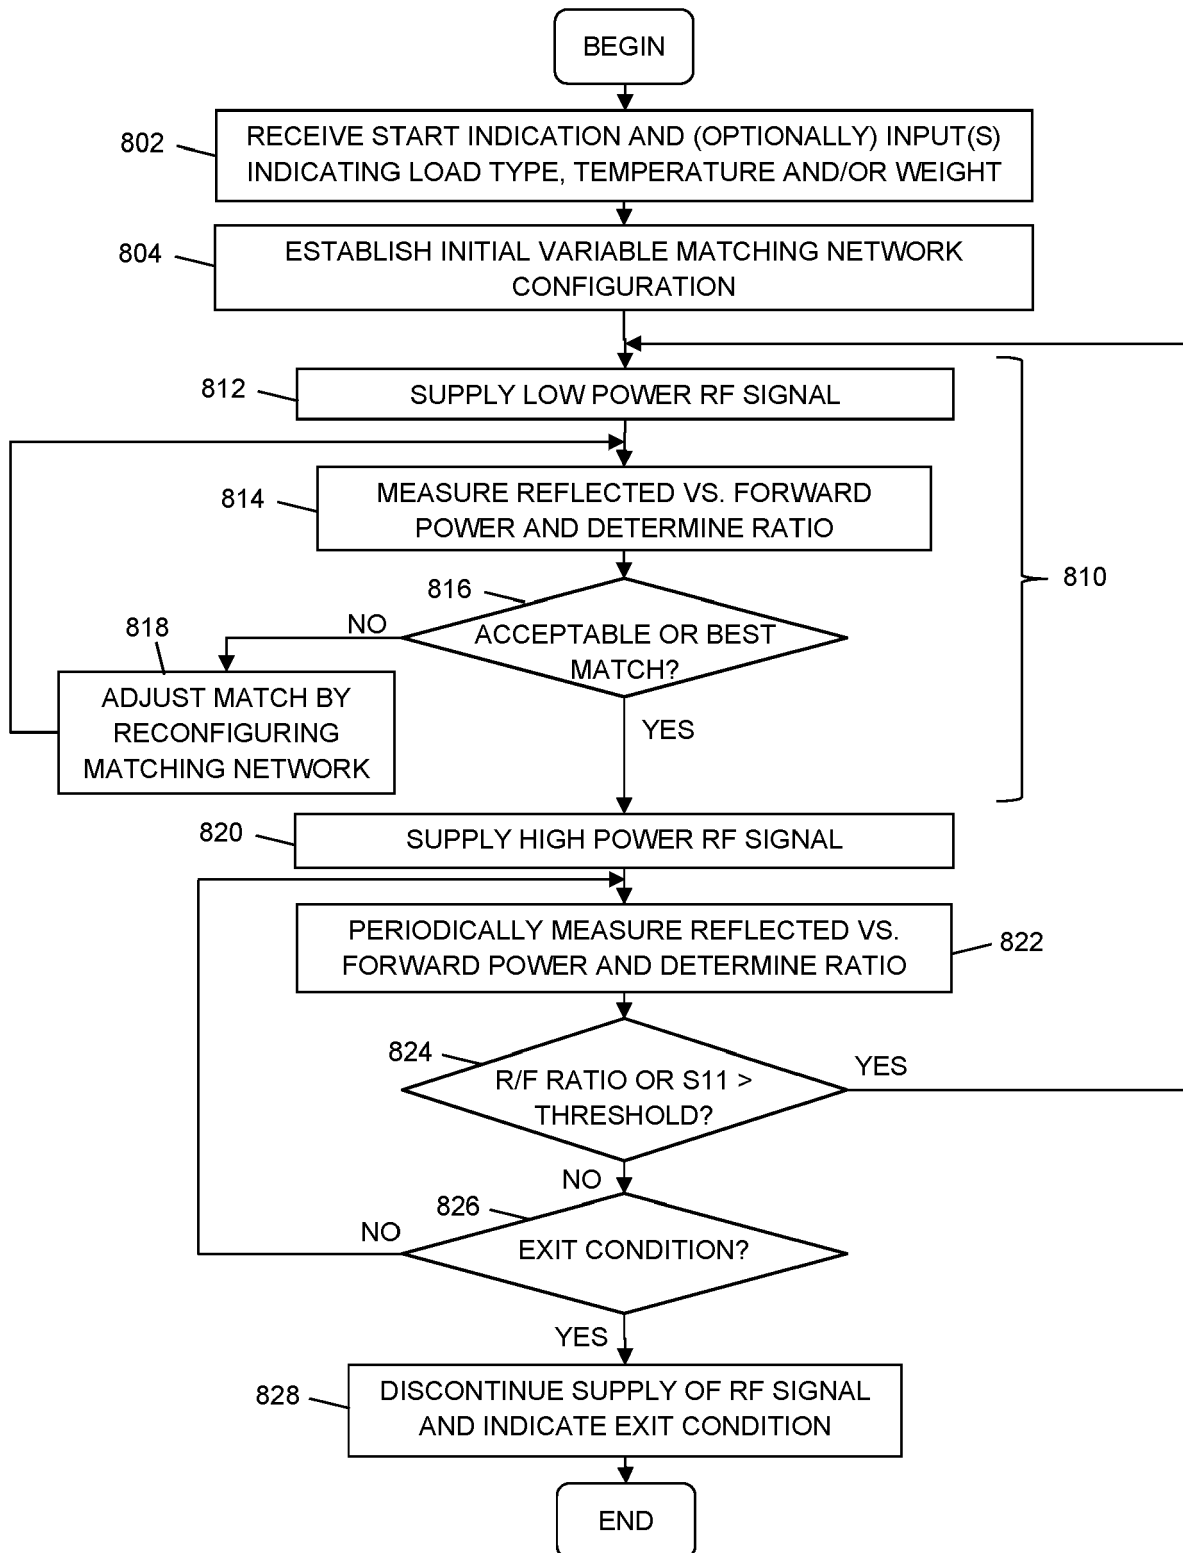 BEGIN
802
RECEIVE START INDICATION AND (OPTIONALLY) INPUT(S)
INDICATING LOAD TYPE, TEMPERATURE AND/OR WEIGHT
804
ESTABLISH INITIAL VARIABLE MATCHING NETWORK
CONFIGURATION
812
SUPPLY LOW POWER RF SIGNAL
814
MEASURE REFLECTED VS. FORWARD
POWER AND DETERMINE RATIO
810
816
ACCEPTABLE OR BEST
MATCH?
NO
818
ADJUST MATCH BY
RECONFIGURING
MATCHING NETWORK
YES
820
SUPPLY HIGH POWER RF SIGNAL
PERIODICALLY MEASURE REFLECTED VS.
FORWARD POWER AND DETERMINE RATIO
822
824
R/F RATIO OR S11 >
THRESHOLD?
YES
NO
826
EXIT CONDITION?
NO
YES
828
DISCONTINUE SUPPLY OF RF SIGNAL
AND INDICATE EXIT CONDITION
END